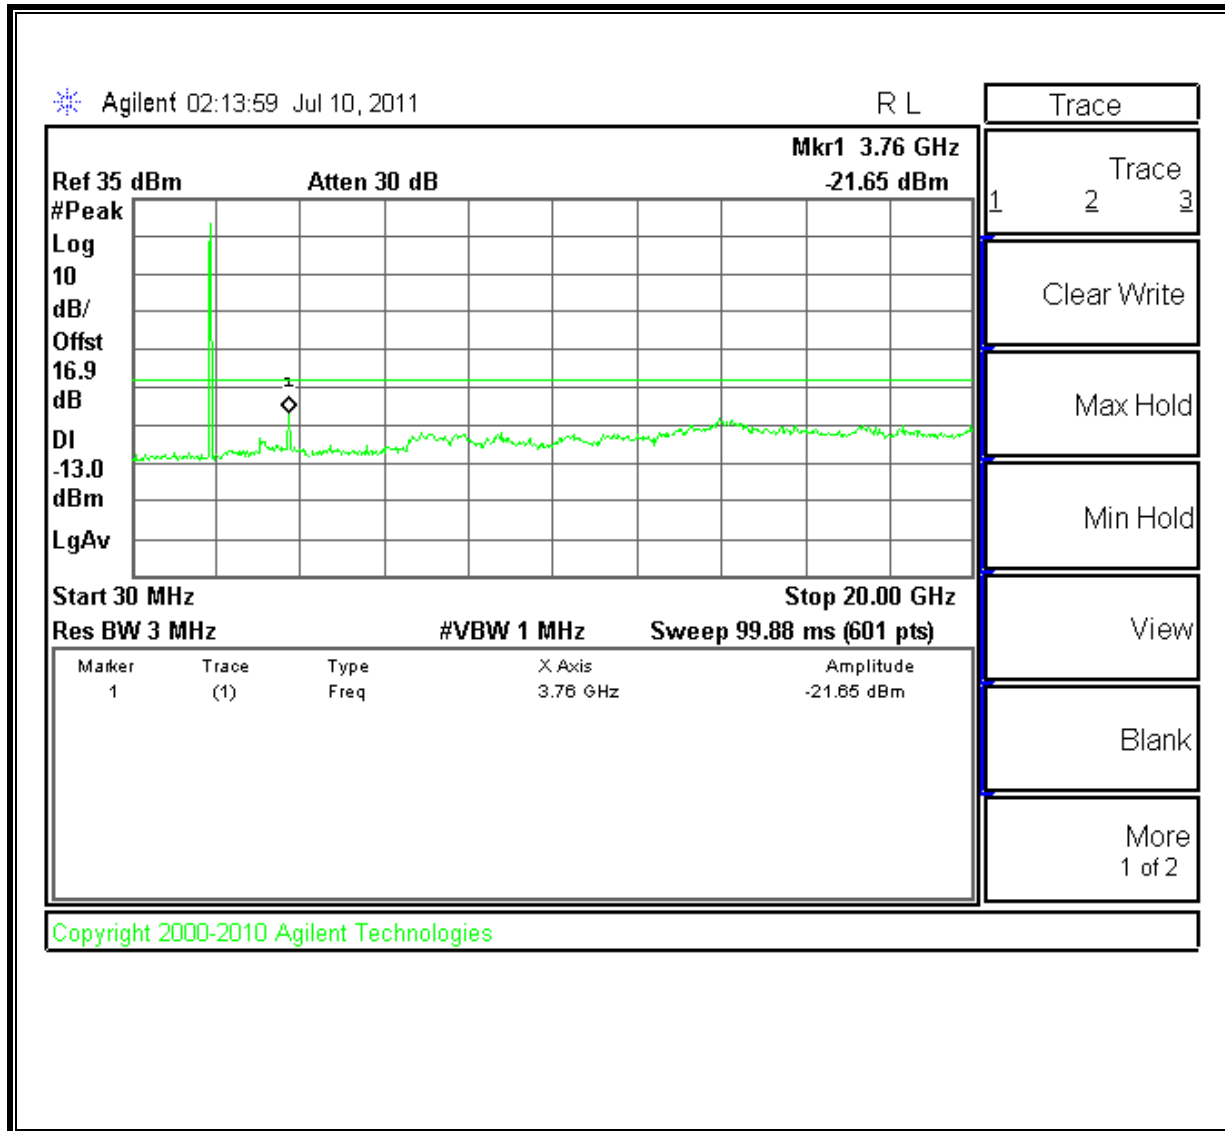 Agilent 02:13:59 Jul 10, 2011 R L
Mkr1 3.76 GHz
Ref 35 dBm Atten 30 dB -21.65 dBm
#Peak
Log
10
dB/
Offst
16.9
dB
DI
-13.0
dBm
LgAv
1
Start 30 MHz Stop 20.00 GHz
Res BW 3 MHz #VBW 1 MHz Sweep 99.88 ms (601 pts)
Marker Trace Type X Axis Amplitude
1 (1) Freq 3.76 GHz -21.65 dBm
Copyright 2000-2010 Agilent Technologies
Trace
Trace
1 2 3
Clear Write
Max Hold
Min Hold
View
Blank
More
1 of 2